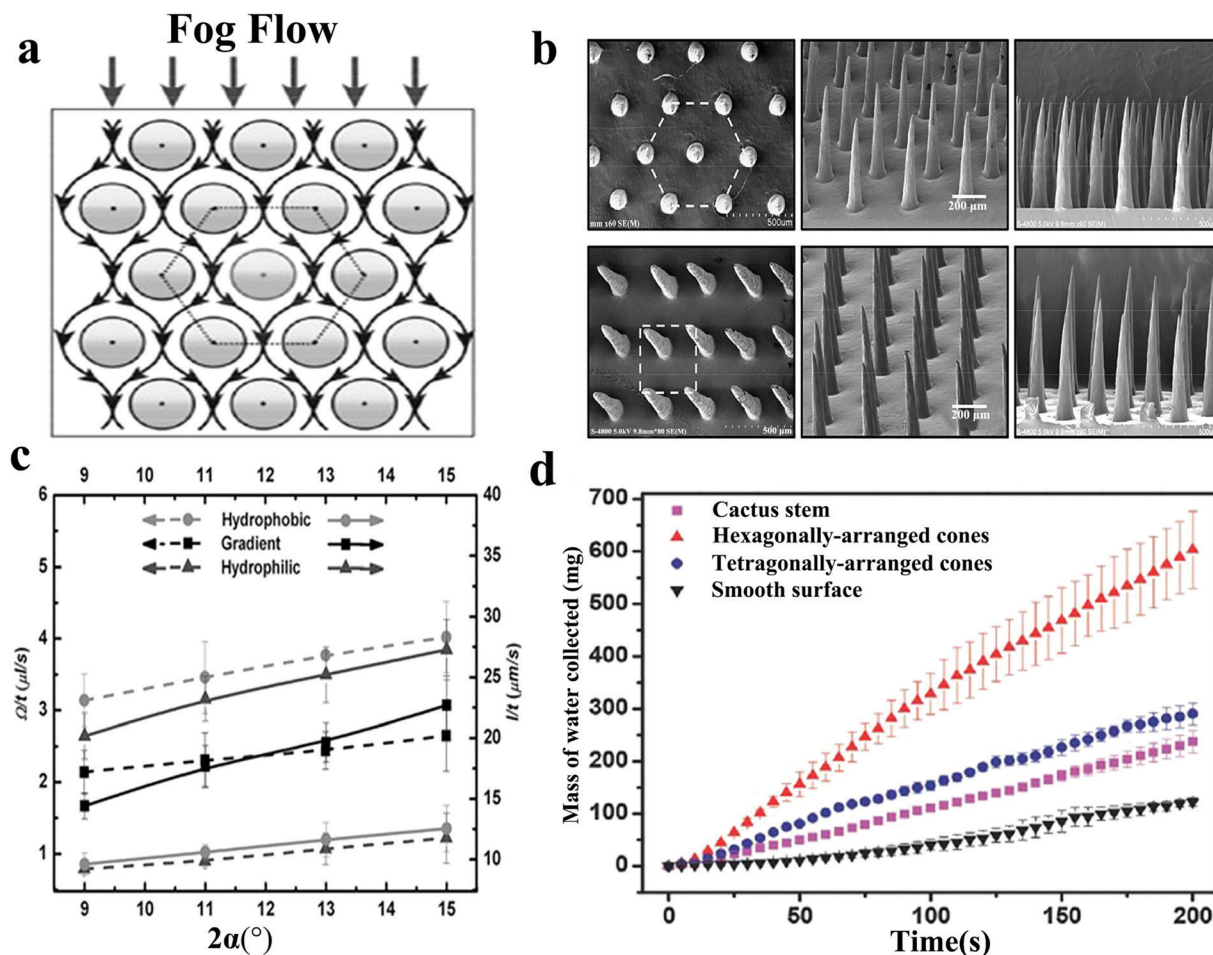 a
Fog Flow
b
mm x60 SE(M)
500um
200 µm
S-4800 5.0kV 9.8mm x90 SE(M)
500um
S-4800 5.0kV 9.8mm*80 SE(M)
500 µm
200 µm
S-4800 5.0kV 9.8mm x90 SE(M)
500um
c
9 10 11 12 13 14 15
6
5
4
3
2
1
Ω/t (µl/s)
Hydrophobic
Gradient
Hydrophilic
40
35
30
25
20
15
10
l/t (µm/s)
9 10 11 12 13 14 15
2α(°)
d
700
600
500
400
300
200
100
0
Mass of water collected (mg)
Cactus stem
Hexagonally-arranged cones
Tetragonally-arranged cones
Smooth surface
0 50 100 150 200
Time(s)